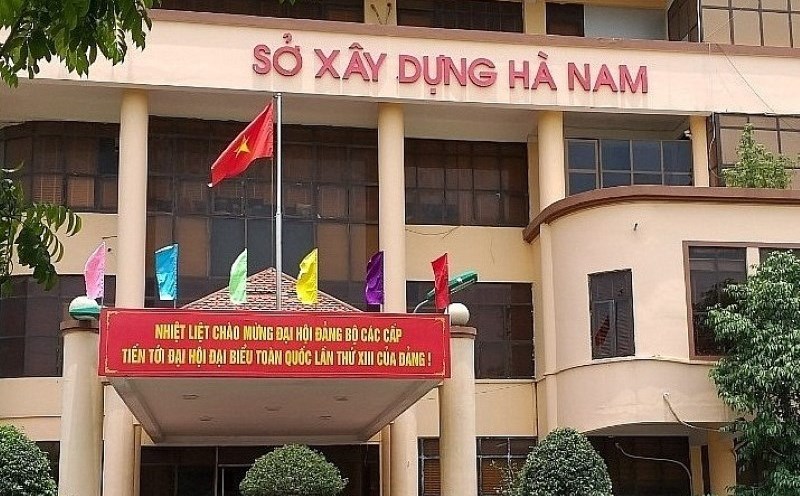 SỞ XÂY DỰNG HÀ NAM
NHIỆT LIỆT CHÀO MỪNG ĐẠI HỘI ĐẢNG BỘ CÁC CẤP
TIẾN TỚI ĐẠI HỘI ĐẠI BIỂU TOÀN QUỐC LẦN THỨ XIII CỦA ĐẢNG !